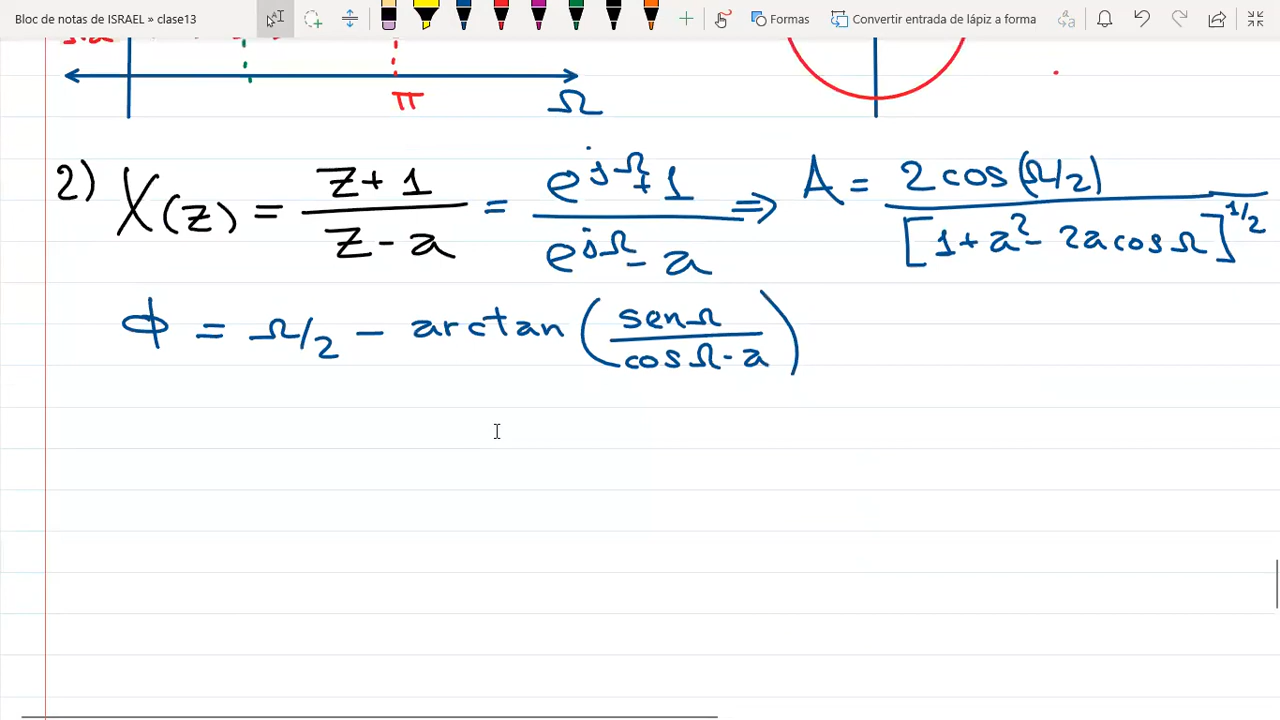 Bloc de notas de ISRAEL » clase13
Formas
Convertir entrada de lápiz a forma
π
Ω
2) X(z) = z+1 / z-a = e^jΩ+1 / e^jΩ-a ⇒ A = 2cos(Ω/2) / [1+a²-2acosΩ]^1/2
Φ = Ω/2 - arctan (senΩ / cosΩ-a)